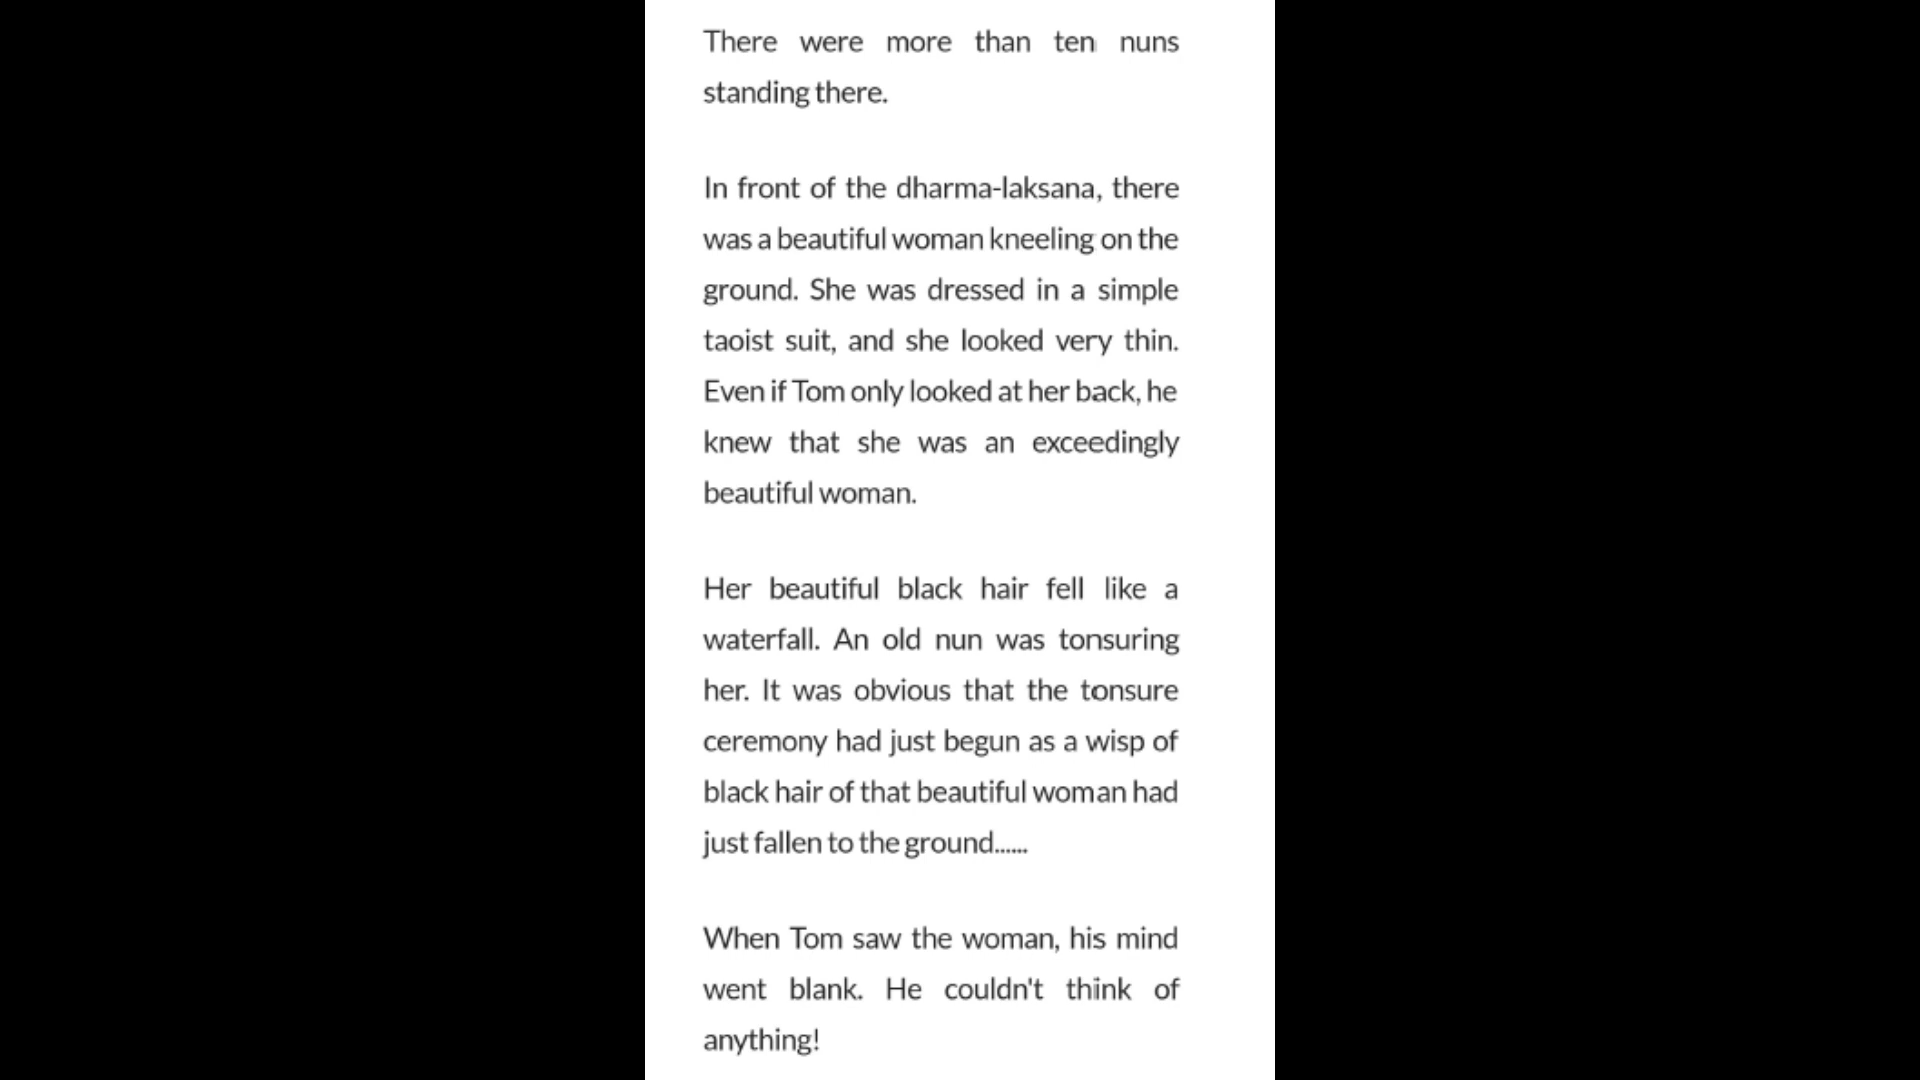 There were more than ten nuns
standing there.
In front of the dharma-laksana, there
was a beautiful woman kneeling on the
ground. She was dressed in a simple
taoist suit, and she looked very thin.
Even if Tom only looked at her back, he
knew that she was an exceedingly
beautiful woman.
Her beautiful black hair fell like a
waterfall. An old nun was tonsuring
her. It was obvious that the tonsure
ceremony had just begun as a wisp of
black hair of that beautiful woman had
just fallen to the ground......
When Tom saw the woman, his mind
went blank. He couldn't think of
anything!